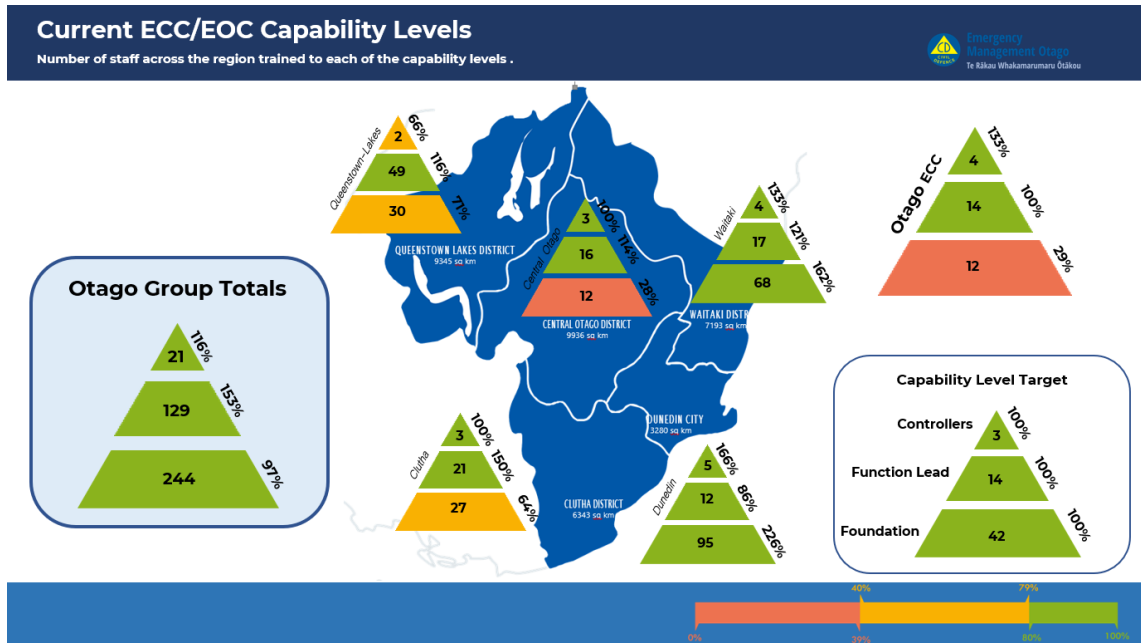 Current ECC/EOC Capability Levels
Number of staff across the region trained to each of the capability levels .
CD
CIVIL
DEFENCE
Emergency
Management Ōtago
Te Rākau Whakamarumaru Ōtākou
Queenstown-Lakes
2
66%
49
116%
30
71%
QUEENSTOWN LAKES DISTRICT
9345 sq km
Central Otago
3
100%
16
114%
12
28%
CENTRAL OTAGO DISTRICT
9936 sq km
Waitaki
4
133%
17
121%
68
162%
WAITAKI DISTR
7193 sq km
Otago ECC
4
133%
14
100%
12
29%
Otago Group Totals
21
116%
129
153%
244
97%
Clutha
3
100%
21
150%
27
64%
CLUTHA DISTRICT
6343 sq km
DUNEDIN CITY
3280 sq km
Dunedin
5
166%
12
86%
95
226%
Capability Level Target
Controllers
3
100%
Function Lead
14
100%
Foundation
42
100%
40%
79%
0%
39%
80%
100%